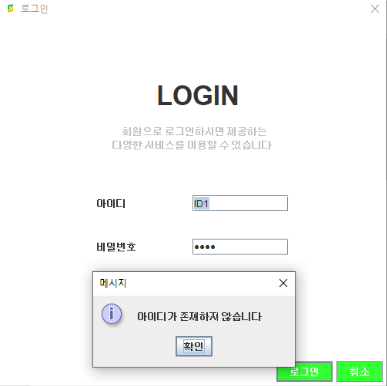 로그인
LOGIN
회원으로 로그인하시면 제공하는
다양한 서비스를 이용할 수 있습니다
아이디
ID1
비밀번호
••••
메시지
아이디가 존재하지 않습니다
확인
로그인
취소